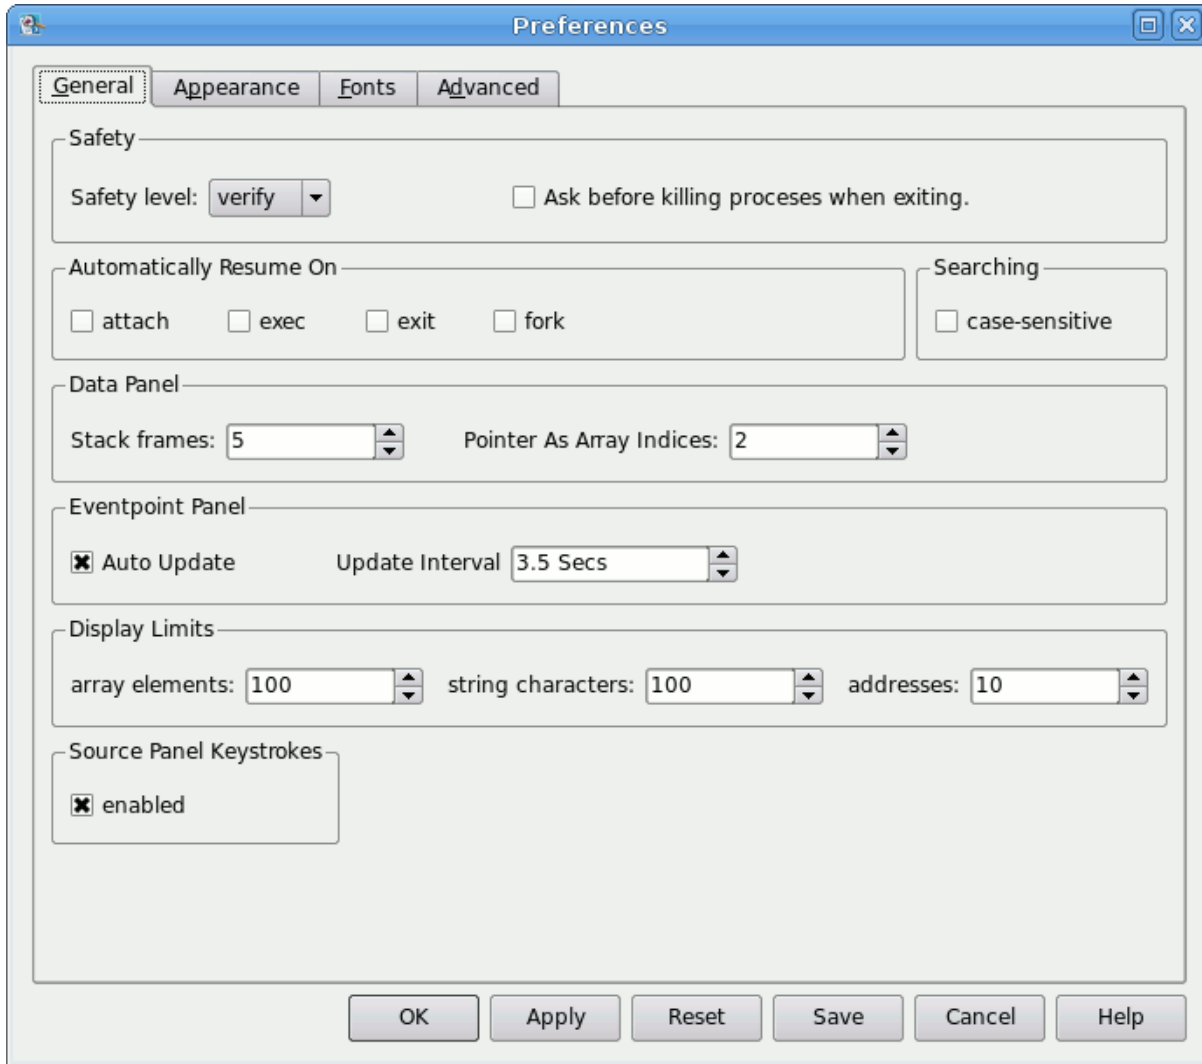 Preferences
General Appearance Fonts Advanced
Safety
Safety level: verify Ask before killing proceses when exiting.
Automatically Resume On Searching
attach exec exit fork case-sensitive
Data Panel
Stack frames: 5 Pointer As Array Indices: 2
Eventpoint Panel
Auto Update Update Interval 3.5 Secs
Display Limits
array elements: 100 string characters: 100 addresses: 10
Source Panel Keystrokes
enabled
OK Apply Reset Save Cancel Help